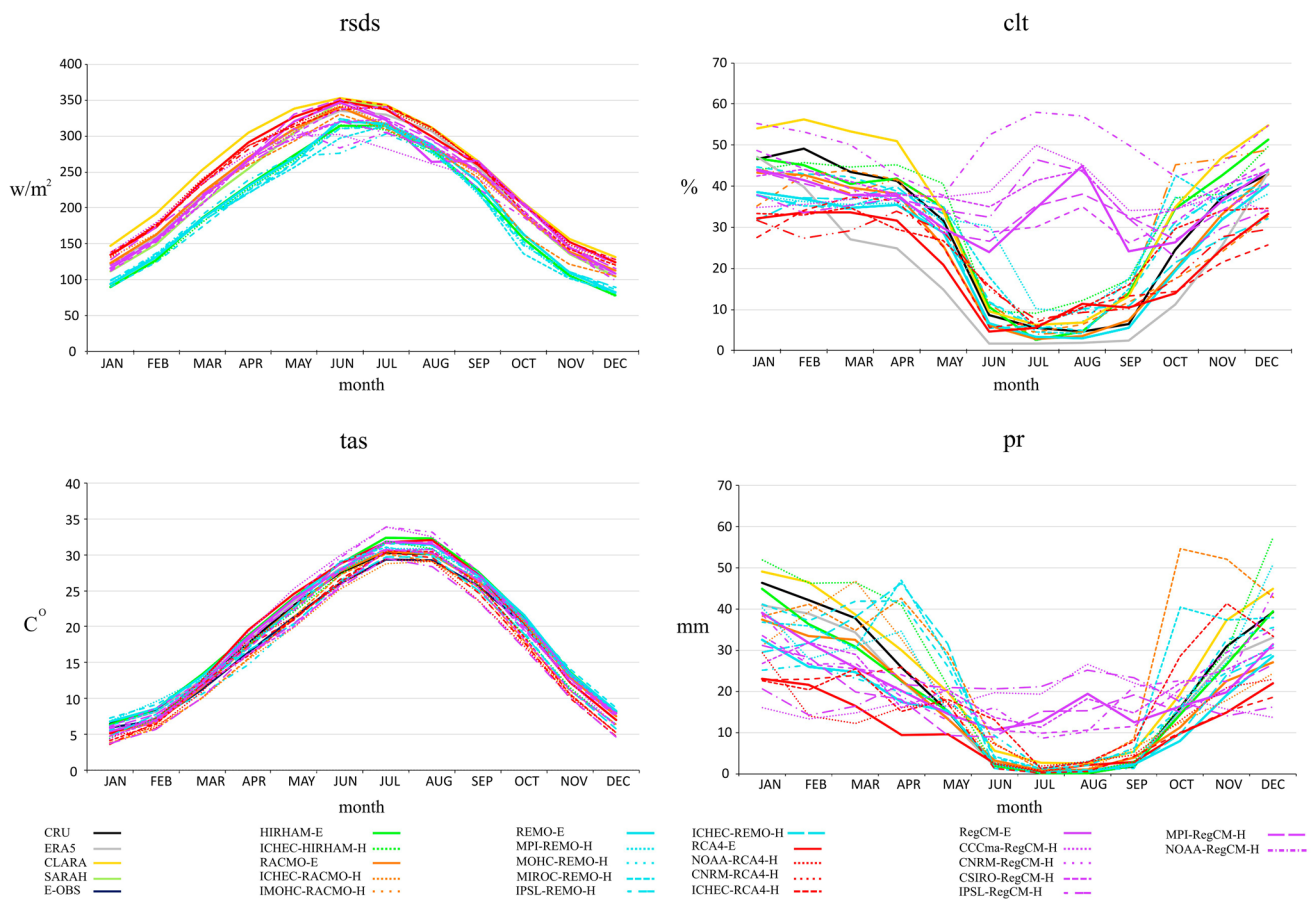 rsds
clt
400
350
300
250
200
150
100
50
0
w/m²
JAN FEB MAR APR MAY JUN JUL AUG SEP OCT NOV DEC
month
70
60
50
40
30
20
10
0
%
JAN FEB MAR APR MAY JUN JUL AUG SEP OCT NOV DEC
month
tas
pr
40
35
30
25
20
15
10
5
0
C°
JAN FEB MAR APR MAY JUN JUL AUG SEP OCT NOV DEC
month
70
60
50
40
30
20
10
0
mm
JAN FEB MAR APR MAY JUN JUL AUG SEP OCT NOV DEC
month
CRU
ERA5
CLARA
SARAH
E-OBS
HIRHAM-E
ICHEC-HIRHAM-H
RACMO-E
ICHEC-RACMO-H
IMOHC-RACMO-H
REMO-E
MPI-REMO-H
MOHC-REMO-H
MIROC-REMO-H
IPSL-REMO-H
ICHEC-REMO-H
RCA4-E
NOAA-RCA4-H
CNRM-RCA4-H
ICHEC-RCA4-H
RegCM-E
CCCma-RegCM-H
CNRM-RegCM-H
CSIRO-RegCM-H
IPSL-RegCM-H
MPI-RegCM-H
NOAA-RegCM-H